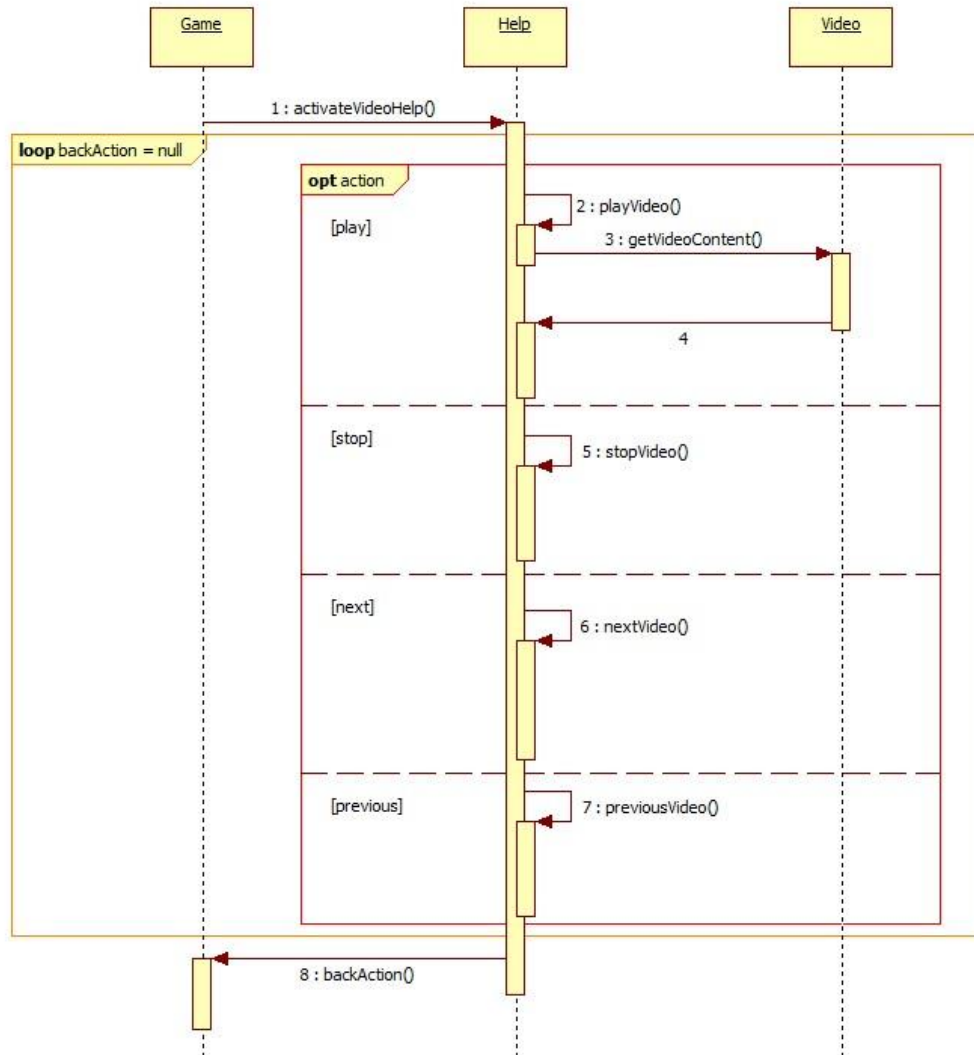 Game
Help
Video
1 : activateVideoHelp()
loop backAction = null
opt action
[play]
2 : playVideo()
3 : getVideoContent()
4
[stop]
5 : stopVideo()
[next]
6 : nextVideo()
[previous]
7 : previousVideo()
8 : backAction()